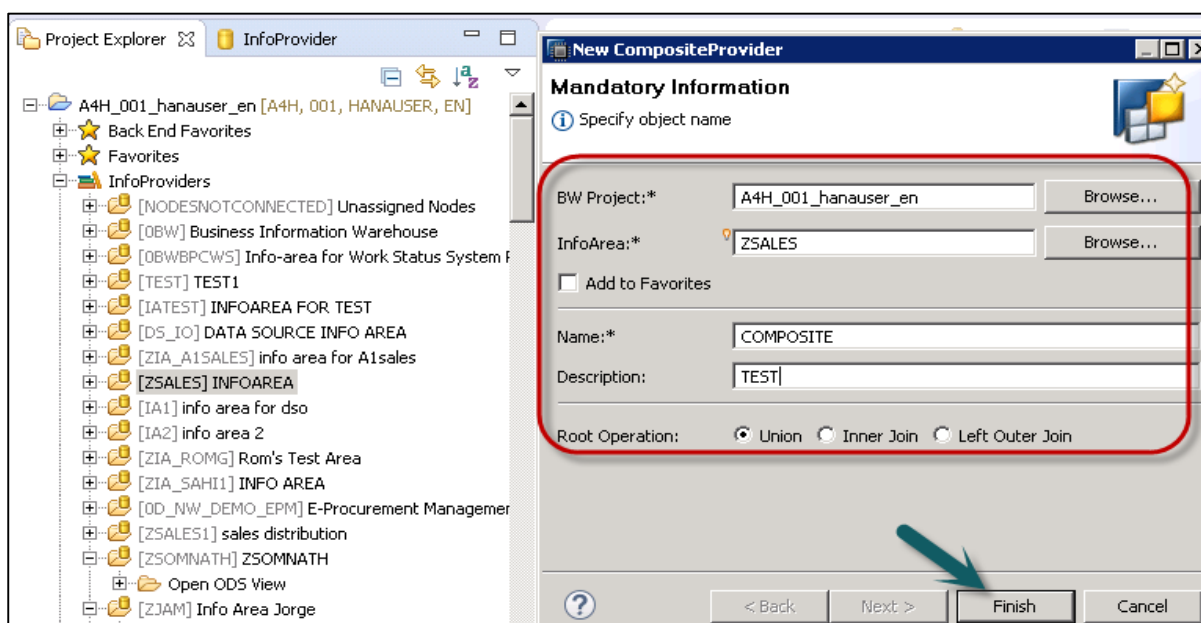 Project Explorer
InfoProvider
A4H_001_hanauser_en [A4H, 001, HANAUSER, EN]
Back End Favorites
Favorites
InfoProviders
[NODESNOTCONNECTED] Unassigned Nodes
[0BW] Business Information Warehouse
[0BWBPCWS] Info-area for Work Status System
[TEST] TEST1
[IATEST] INFOAREA FOR TEST
[DS_IO] DATA SOURCE INFO AREA
[ZIA_A1SALES] info area for A1sales
[ZSALES] INFOAREA
[IA1] info area for dso
[IA2] info area 2
[ZIA_ROMG] Rom's Test Area
[ZIA_SAHI1] INFO AREA
[0D_NW_DEMO_EPM] E-Procurement Managemen
[ZSALES1] sales distribution
[ZSOMNATH] ZSOMNATH
Open ODS View
[ZJAM] Info Area Jorge
New CompositeProvider
Mandatory Information
Specify object name
BW Project:* A4H_001_hanauser_en Browse...
InfoArea:* ZSALES Browse...
Add to Favorites
Name:* COMPOSITE
Description: TEST
Root Operation: Union Inner Join Left Outer Join
? < Back Next > Finish Cancel